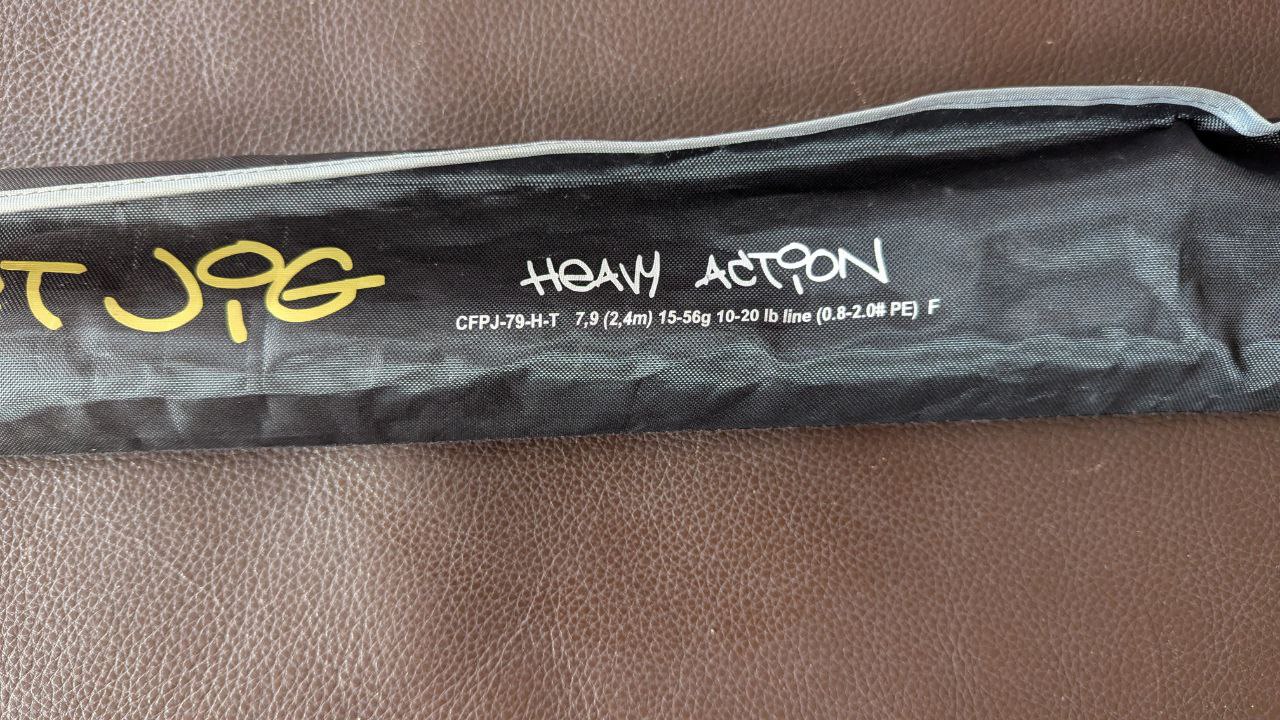 T JiG
HEAVY ACTiON
CFPJ-79-H-T 7,9 (2,4m) 15-56g 10-20 lb line (0.8-2.0# PE) F